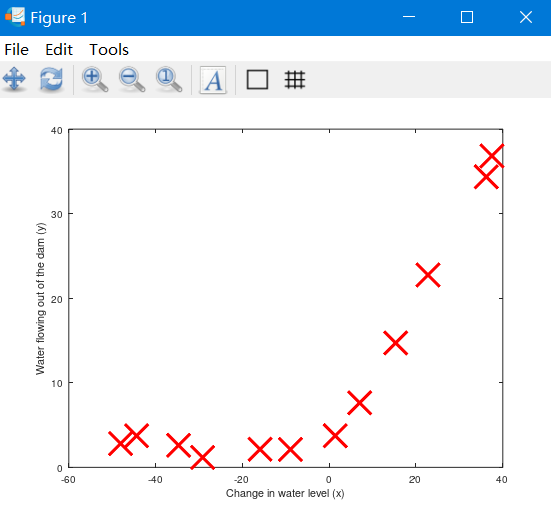 Figure 1
File Edit Tools
1 A
40
30
20
10
0
Water flowing out of the dam (y)
-60 -40 -20 0 20 40
Change in water level (x)